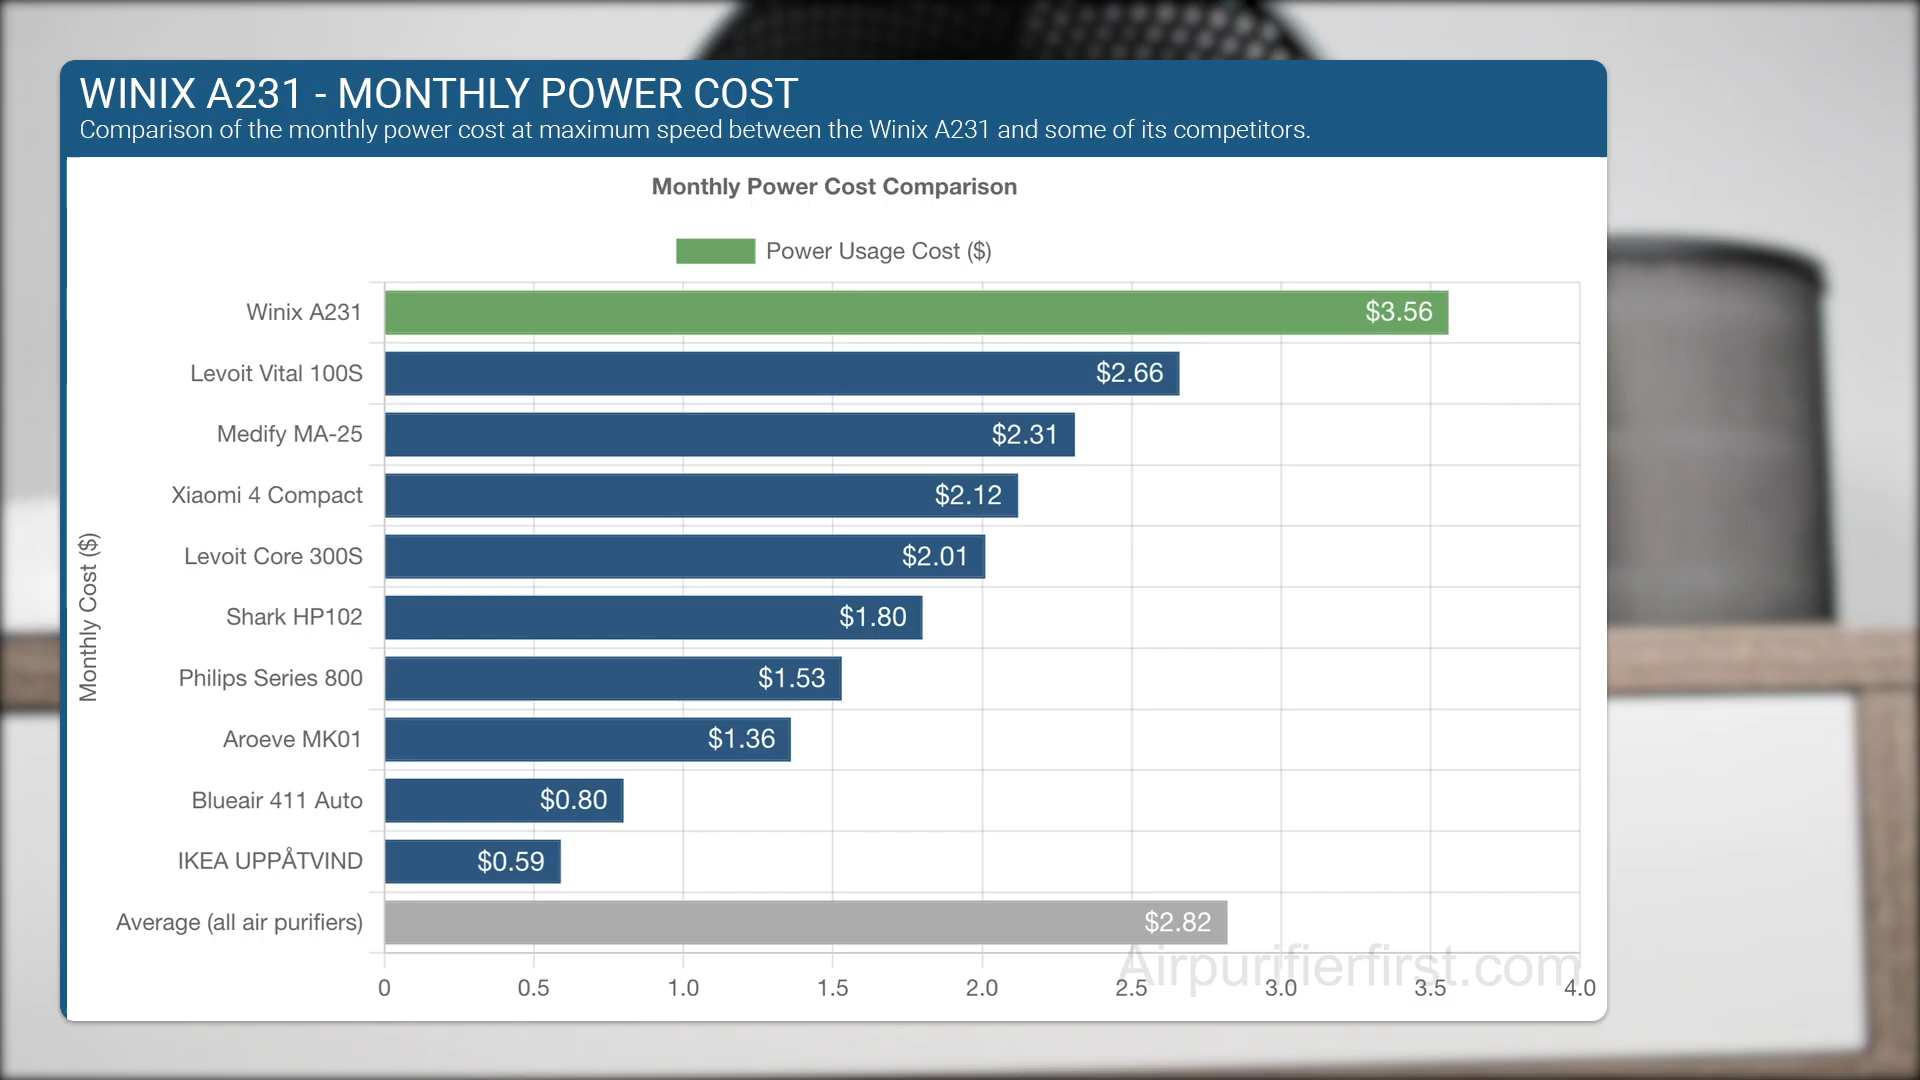 WINIX A231 - MONTHLY POWER COST
Comparison of the monthly power cost at maximum speed between the Winix A231 and some of its competitors.
Monthly Power Cost Comparison
Power Usage Cost ($)
Monthly Cost ($)
Winix A231 $3.56
Levoit Vital 100S $2.66
Medify MA-25 $2.31
Xiaomi 4 Compact $2.12
Levoit Core 300S $2.01
Shark HP102 $1.80
Philips Series 800 $1.53
Aroeve MK01 $1.36
Blueair 411 Auto $0.80
IKEA UPPÅTVIND $0.59
Average (all air purifiers) $2.82
Airpurifierfirst.com
0 0.5 1.0 1.5 2.0 2.5 3.0 3.5 4.0